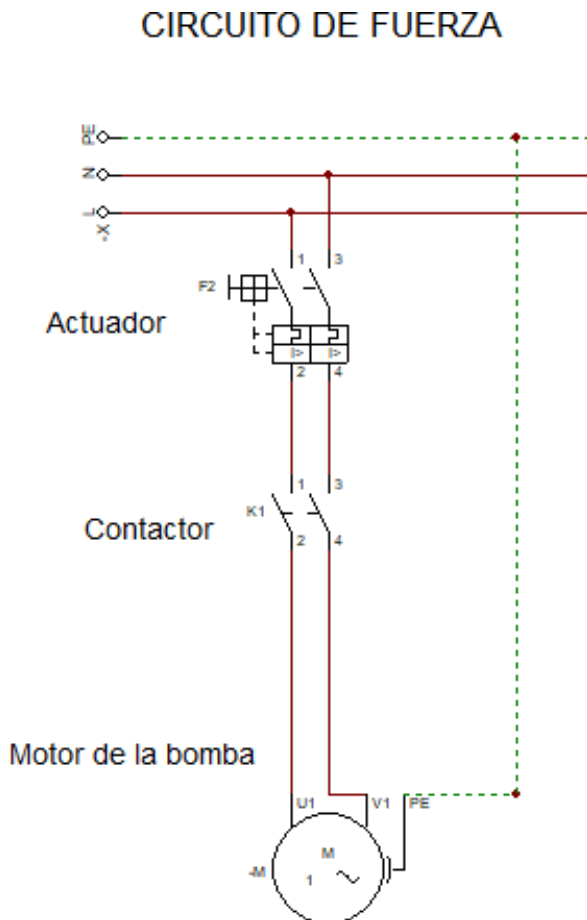 CIRCUITO DE FUERZA
PE
N
L
-X
1 3
F2
Actuador
I> I>
2 4
1 3
K1
Contactor
2 4
Motor de la bomba
U1 V1 PE
M
-M
1